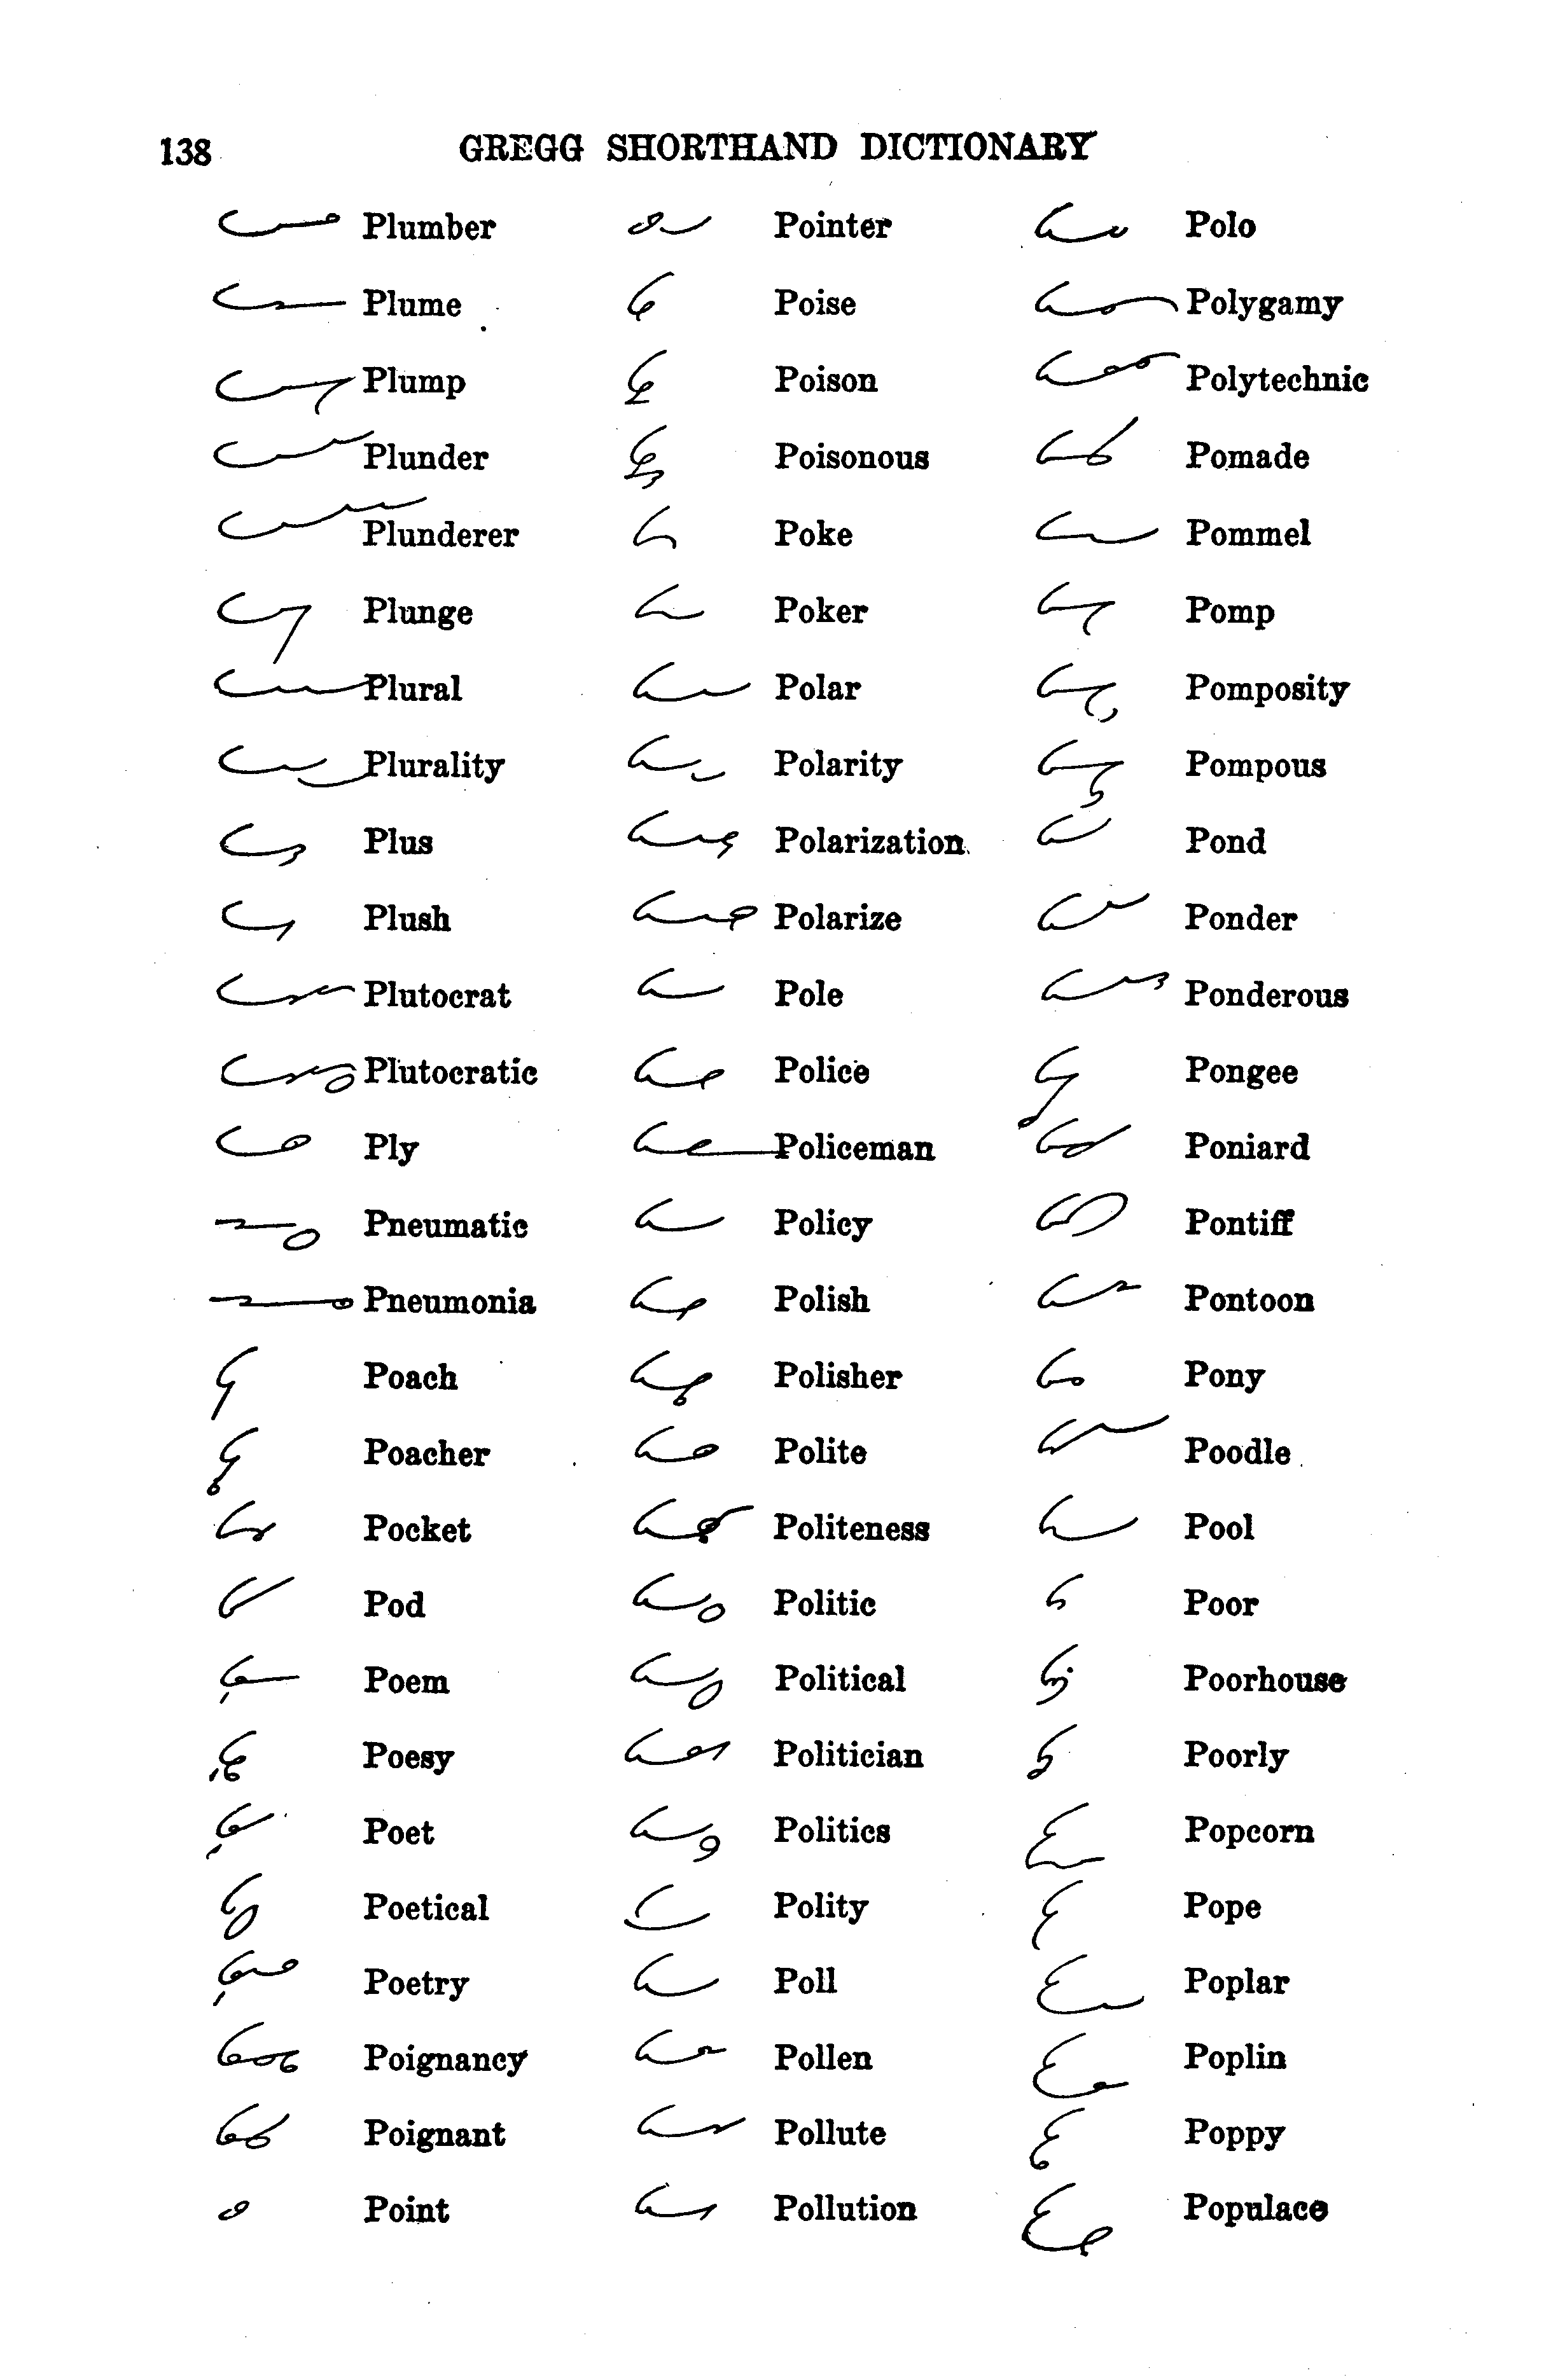 138 GREGG SHORTHAND DICTIONARY
Plumber
Plume
Plump
Plunder
Plunderer
Plunge
Plural
Plurality
Plus
Plush
Plutocrat
Plutocratic
Ply
Pneumatic
Pneumonia
Poach
Poacher
Pocket
Pod
Poem
Poesy
Poet
Poetical
Poetry
Poignancy
Poignant
Point
Pointer
Poise
Poison
Poisonous
Poke
Poker
Polar
Polarity
Polarization
Polarize
Pole
Police
Policeman
Policy
Polish
Polisher
Polite
Politeness
Politic
Political
Politician
Politics
Polity
Poll
Pollen
Pollute
Pollution
Polo
Polygamy
Polytechnic
Pomade
Pommel
Pomp
Pomposity
Pompous
Pond
Ponder
Ponderous
Pongee
Poniard
Pontiff
Pontoon
Pony
Poodle
Pool
Poor
Poorhouse
Poorly
Popcorn
Pope
Poplar
Poplin
Poppy
Populace